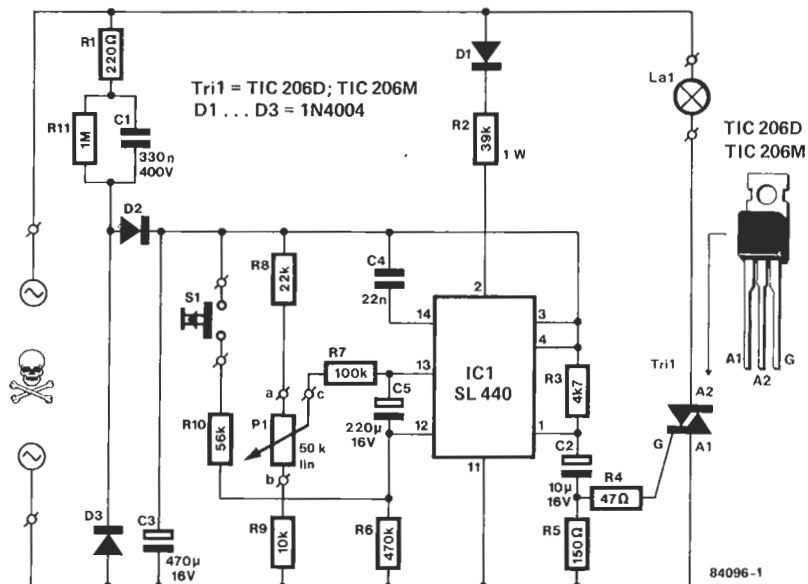 R1
220Ω
Tri1 = TIC 206D; TIC 206M
D1 . . . D3 = 1N4004
R11
1M
C1
330n
400V
D1
R2
39k
1 W
La1
TIC 206D
TIC 206M
D2
S1
R8
22k
C4
22n
2
14
3
4
IC1
SL 440
R7
100k
13
C5
220µ
16V
12
1
11
R3
4k7
Tri1
A1
A2
G
a
c
P1
50 k
lin
b
R10
56k
A2
G
A1
C2
10µ
16V
R4
47Ω
D3
C3
470µ
16V
R9
10k
R6
470k
R5
150Ω
84096-1